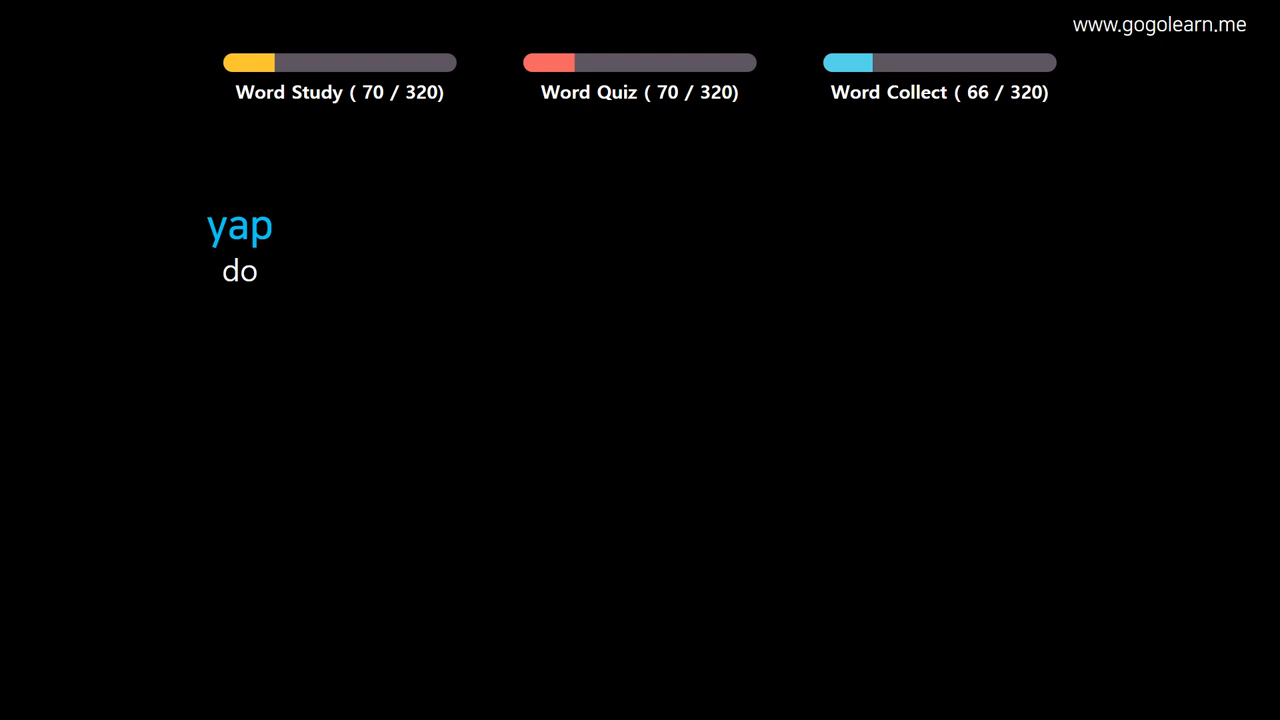 www.gogolearn.me
Word Study ( 70 / 320)
Word Quiz ( 70 / 320)
Word Collect ( 66 / 320)
yap
do